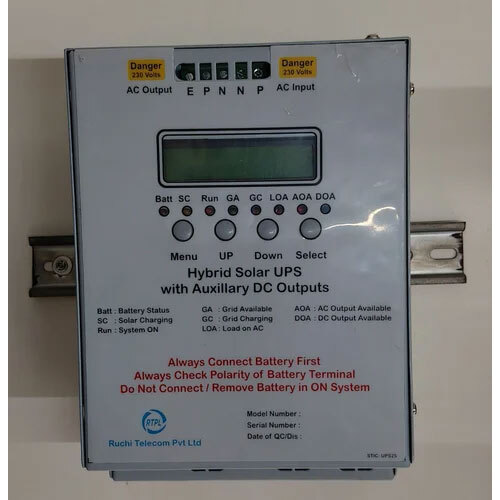 Danger
230 Volts
Danger
230 Volts
AC Output
E P N N P
AC Input
Batt SC Run GA GC LOA AOA DOA
Menu UP Down Select
Hybrid Solar UPS
with Auxillary DC Outputs
Batt : Battery Status GA : Grid Available AOA : AC Output Available
SC : Solar Charging GC : Grid Charging DOA : DC Output Available
Run : System ON LOA : Load on AC
Always Connect Battery First
Always Check Polarity of Battery Terminal
Do Not Connect / Remove Battery in ON System
RTPL
Ruchi Telecom Pvt Ltd
Model Number :
Serial Number :
Date of QC/Dis :
STIC: UPS25